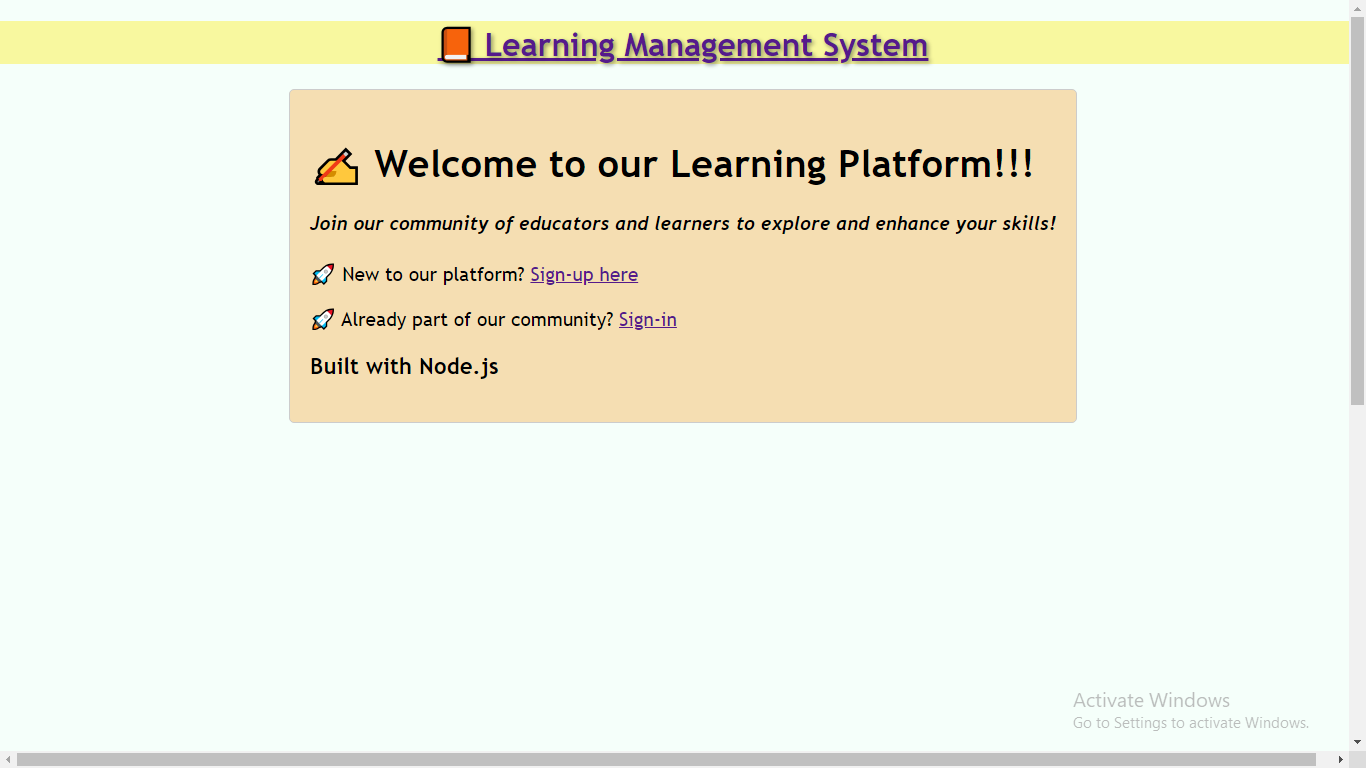 Learning Management System
Welcome to our Learning Platform!!!
Join our community of educators and learners to explore and enhance your skills!
New to our platform? Sign-up here
Already part of our community? Sign-in
Built with Node.js
Activate Windows
Go to Settings to activate Windows.